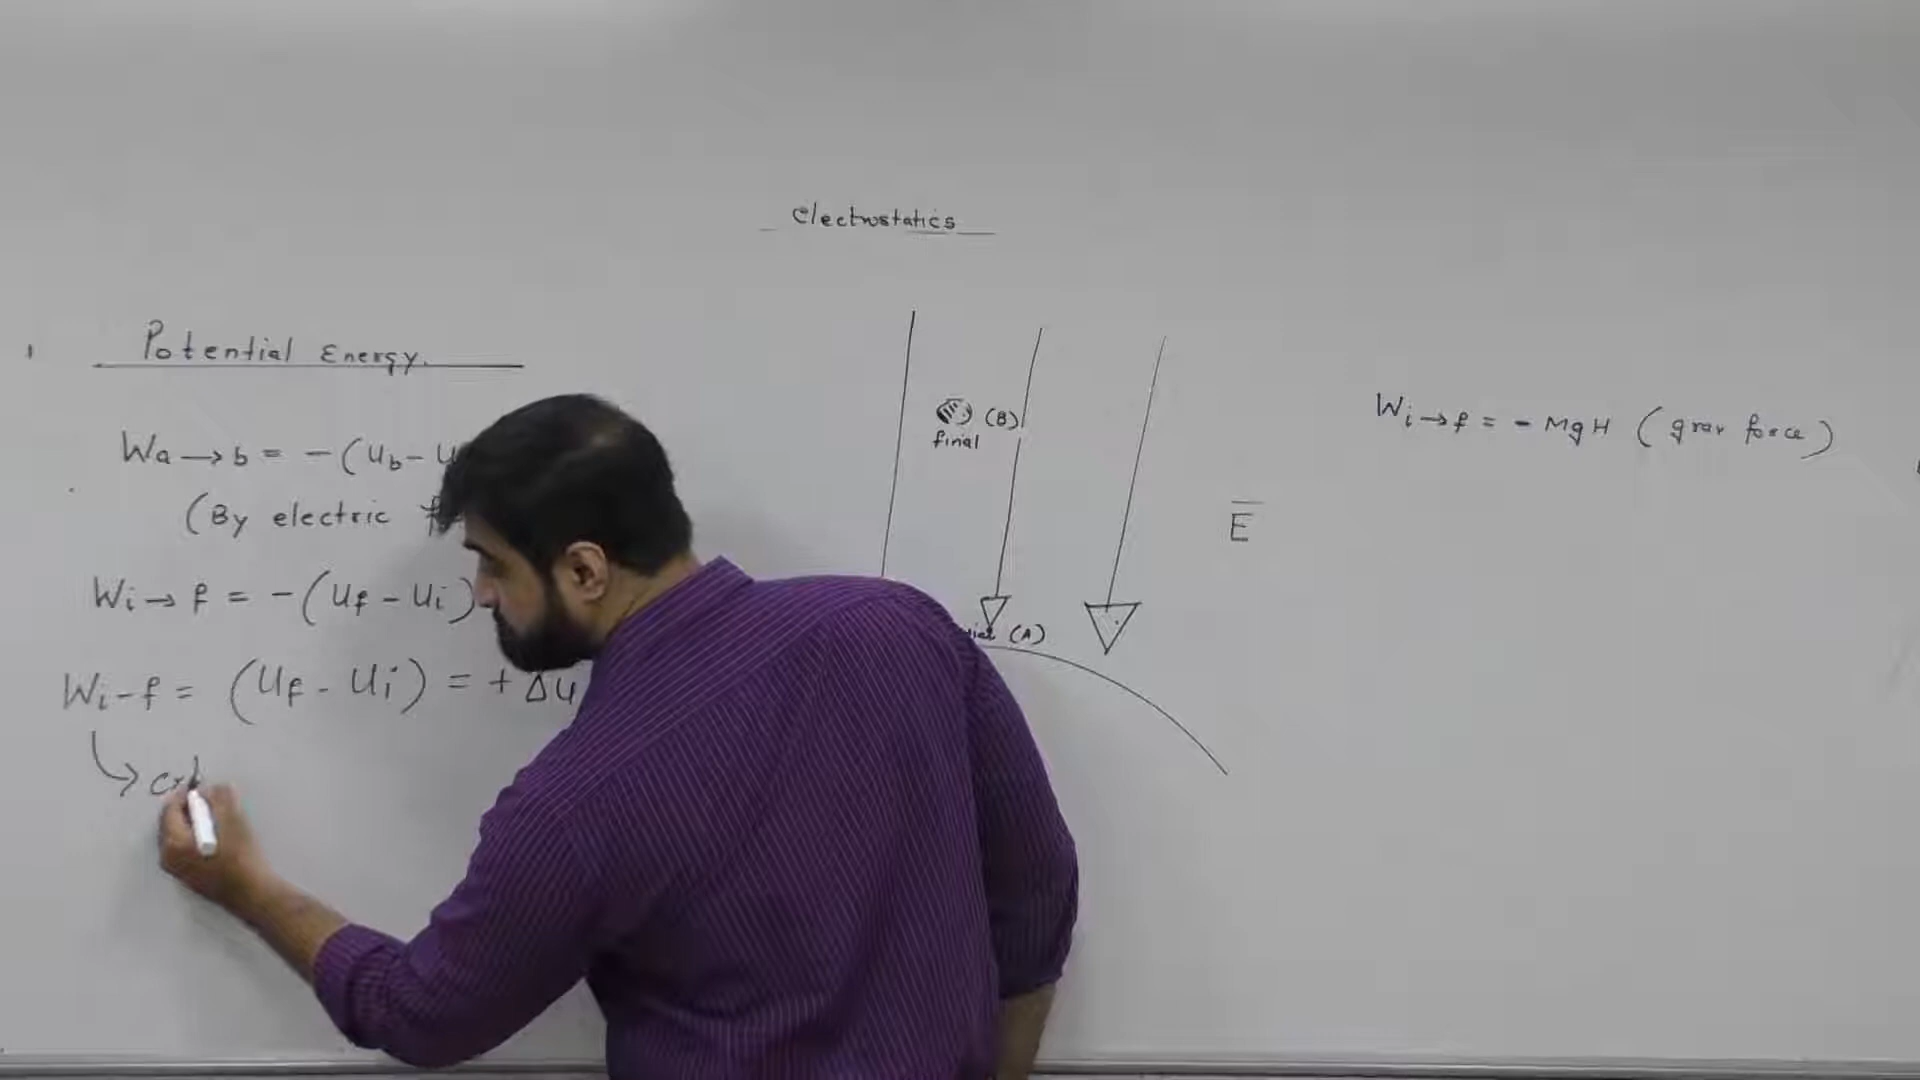 Electrostatics
Potential Energy.
Wa → b = -(Ub - U
(By electric
Wi → f = -(Uf - Ui)
Wi-f = (Uf - Ui) = + ΔU
↳ ext
(B)
final
(A)
E
Wi→f = - MgH (grav force)